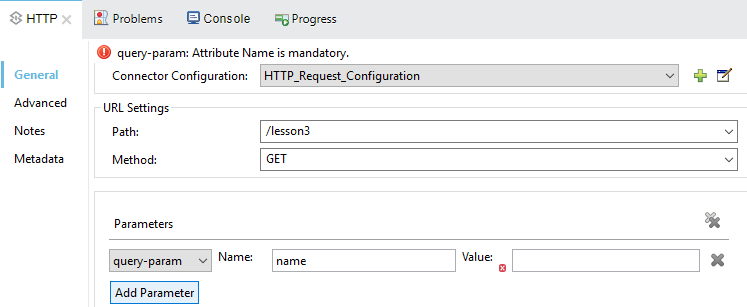 HTTP Problems Console Progress
query-param: Attribute Name is mandatory.
General
Connector Configuration: HTTP_Request_Configuration
Advanced
URL Settings
Notes
Path: /lesson3
Metadata
Method: GET
Parameters
query-param Name: name Value:
Add Parameter